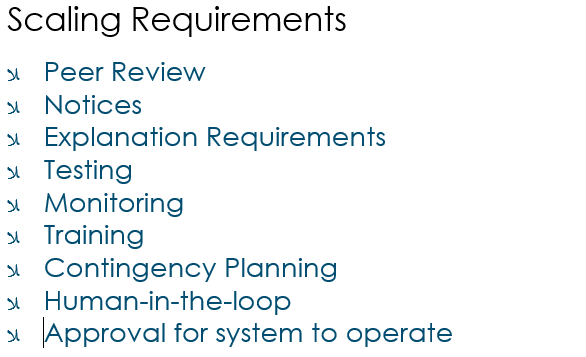 Scaling Requirements
Peer Review
Notices
Explanation Requirements
Testing
Monitoring
Training
Contingency Planning
Human-in-the-loop
Approval for system to operate